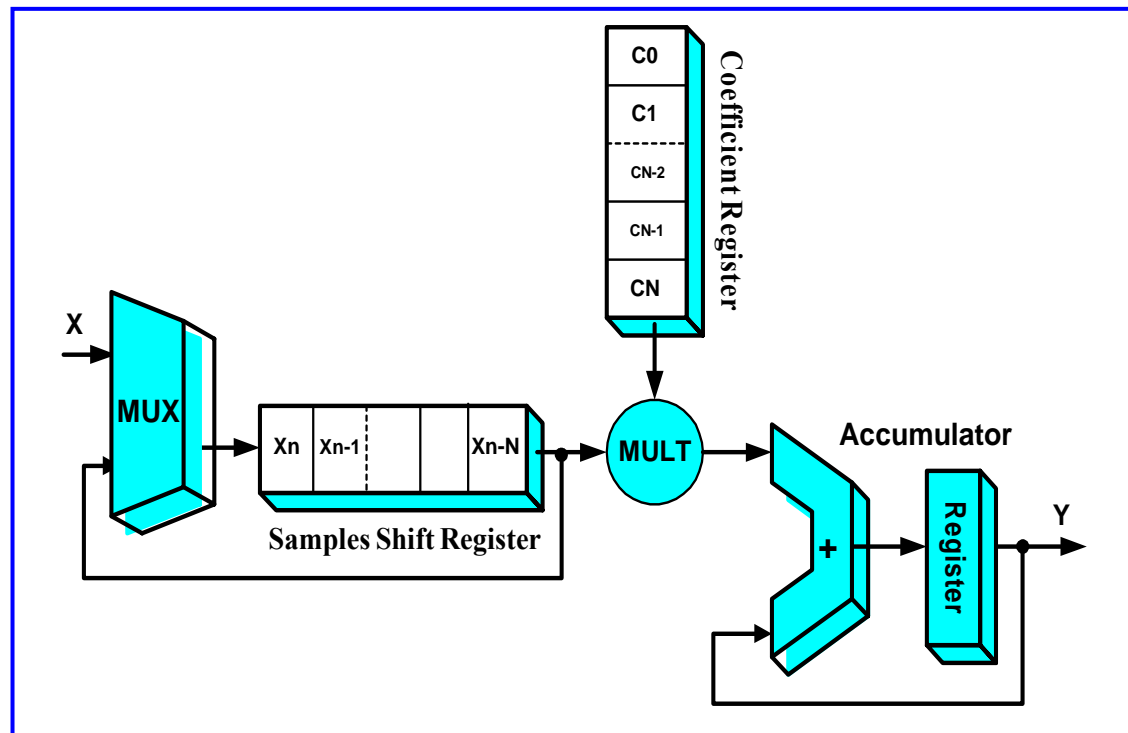 C0
C1
CN-2
CN-1
CN
Coefficient Register
X
MUX
Xn
Xn-1
Xn-N
Samples Shift Register
MULT
Accumulator
+
Register
Y